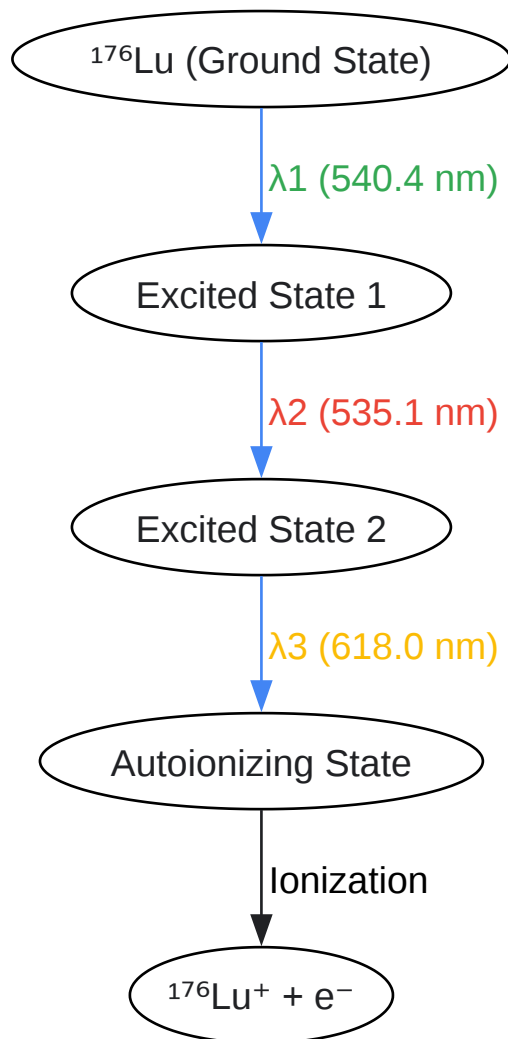 ¹⁷⁶Lu (Ground State)
λ1 (540.4 nm)
Excited State 1
λ2 (535.1 nm)
Excited State 2
λ3 (618.0 nm)
Autoionizing State
Ionization
¹⁷⁶Lu⁺ + e⁻